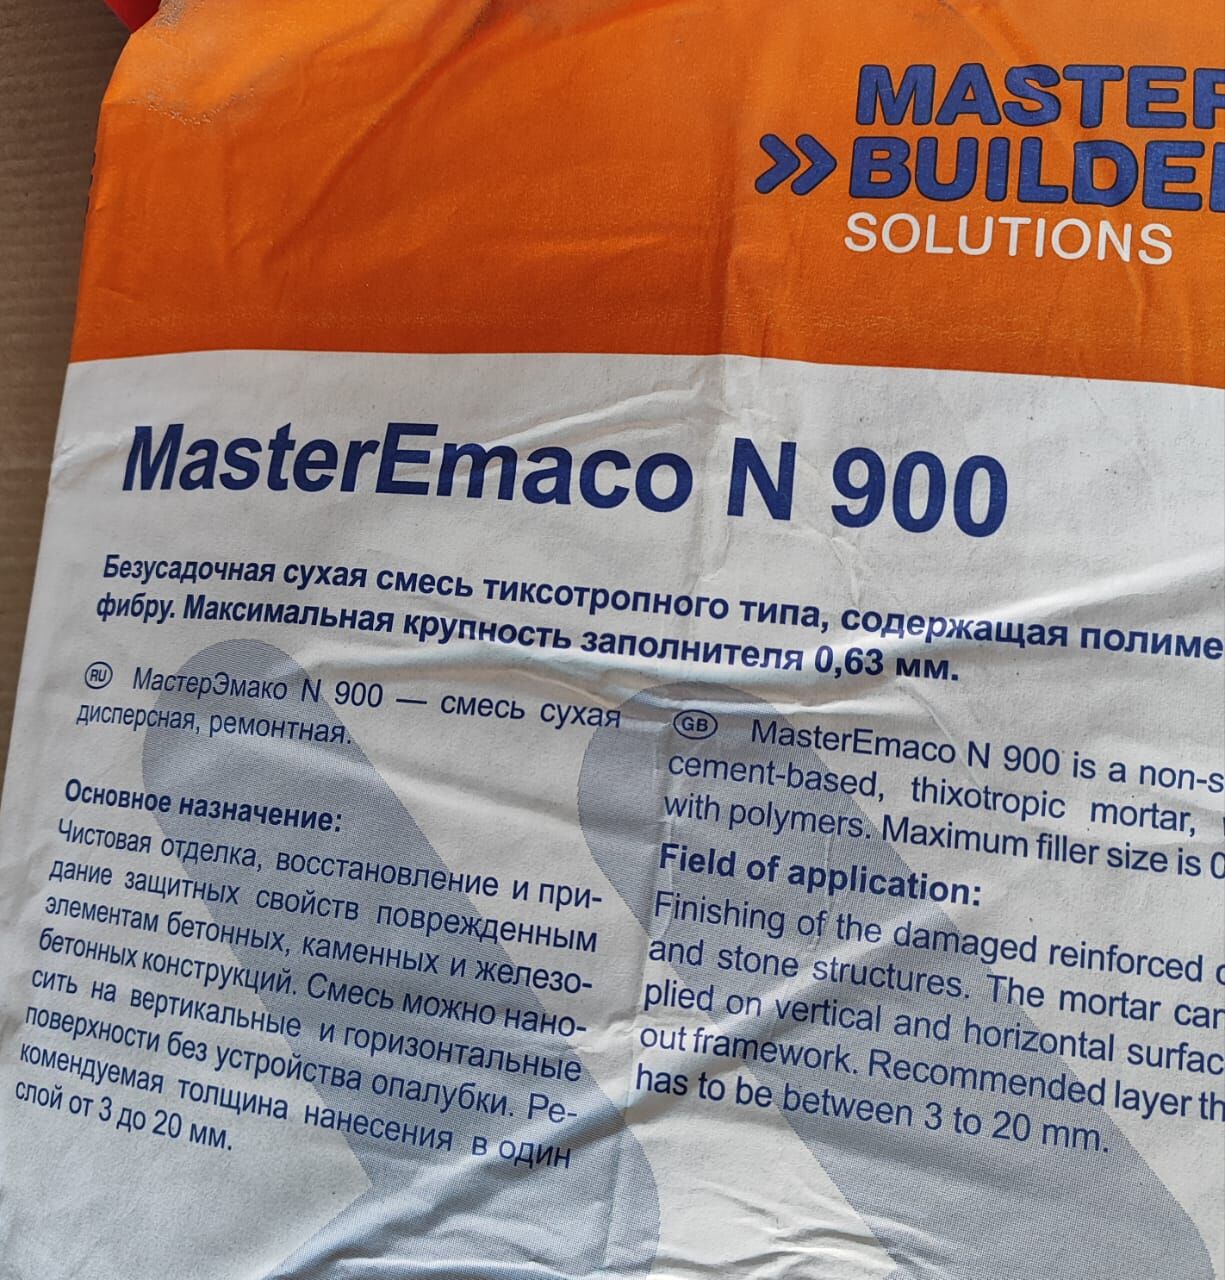 MASTER
BUILDE
SOLUTIONS
MasterEmaco N 900
Безусадочная сухая смесь тиксотропного типа, содержащая полиме
фибру. Максимальная крупность заполнителя 0,63 мм.
RU МастерЭмако N 900 — смесь сухая
дисперсная, ремонтная.
Основное назначение:
Чистовая отделка, восстановление и при-
дание защитных свойств поврежденным
элементам бетонных, каменных и железо-
бетонных конструкций. Смесь можно нано-
сить на вертикальные и горизонтальные
поверхности без устройства опалубки. Ре-
комендуемая толщина нанесения в один
слой от 3 до 20 мм.
GB MasterEmaco N 900 is a non-s
cement-based, thixotropic mortar,
with polymers. Maximum filler size is 0
Field of application:
Finishing of the damaged reinforced c
and stone structures. The mortar can
plied on vertical and horizontal surfac
out framework. Recommended layer th
has to be between 3 to 20 mm.